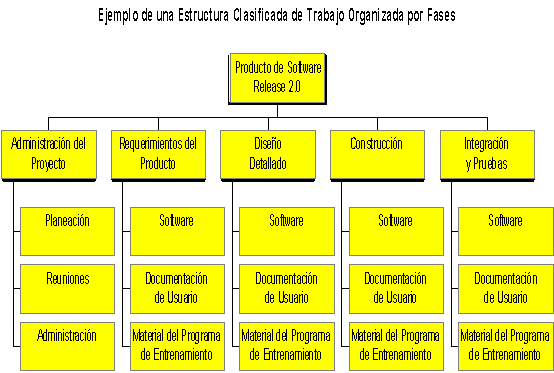 Ejemplo de una Estructura Clasificada de Trabajo Organizada por Fases
Producto de Software
Release 2.0
Administración del
Proyecto
Requerimientos del
Producto
Diseño
Detallado
Construcción
Integración
y Pruebas
Planeación
Software
Software
Software
Software
Reuniones
Documentación
de Usuario
Documentación
de Usuario
Documentación
de Usuario
Documentación
de Usuario
Administración
Material del Programa
de Entrenamiento
Material del Programa
de Entrenamiento
Material del Programa
de Entrenamiento
Material del Programa
de Entrenamiento